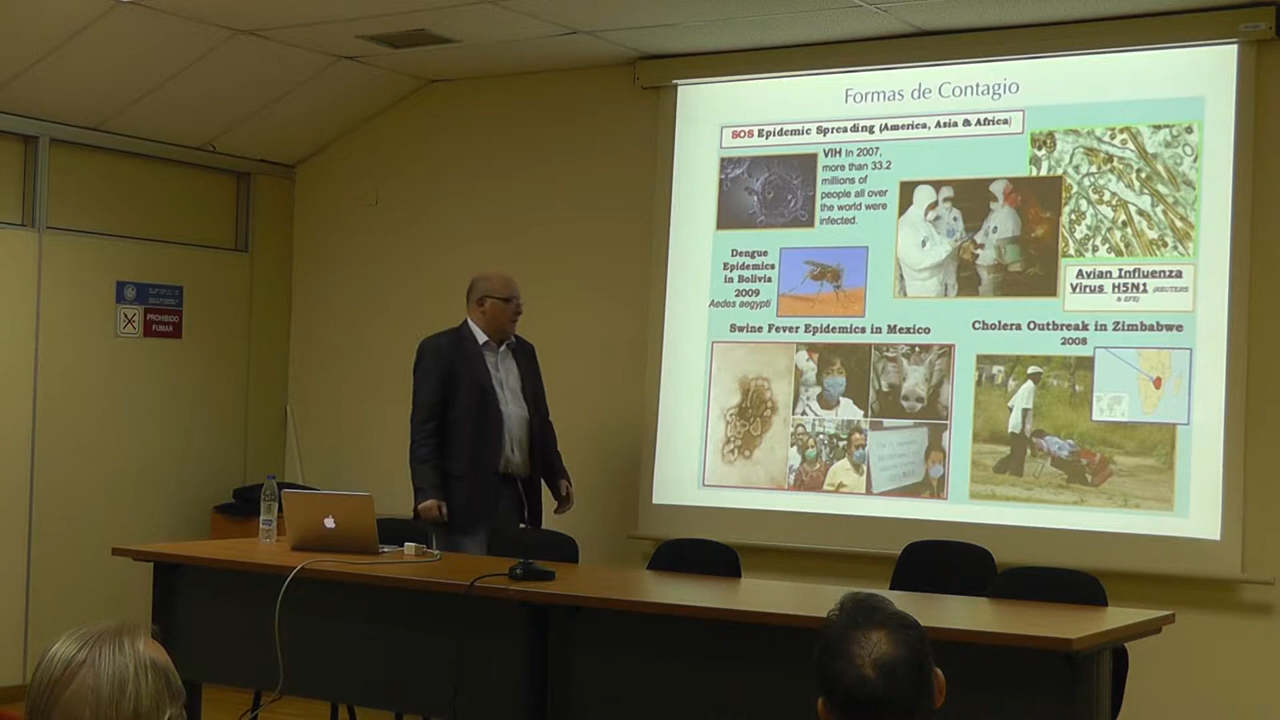 Formas de Contagio
SOS Epidemic Spreading (America, Asia & Africa)
VIH In 2007,
more than 33.2
millions of
people all over
the world were
infected.
Dengue
Epidemics
in Bolivia
2009
Aedes aegypti
Avian Influenza
Virus H5N1 (REUTERS
& EFE)
Swine Fever Epidemics in Mexico
Cholera Outbreak in Zimbabwe
2008
PROHIBIDO
FUMAR